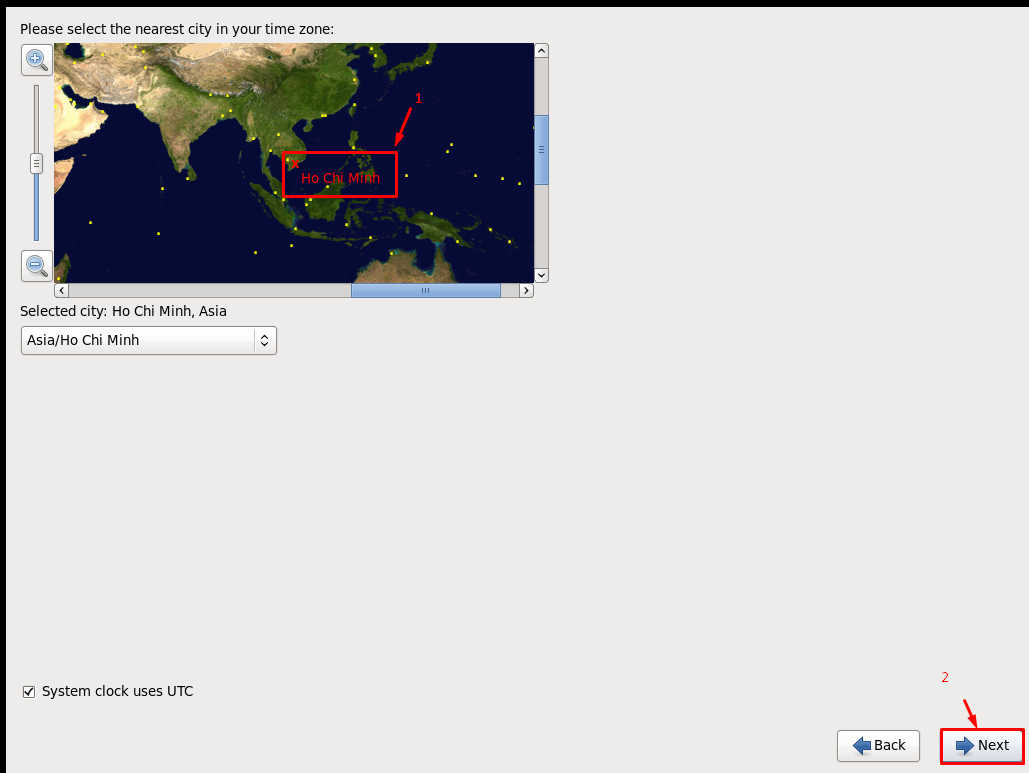 Please select the nearest city in your time zone:
1
Ho Chi Minh
Selected city: Ho Chi Minh, Asia
Asia/Ho Chi Minh
System clock uses UTC
2
Back
Next